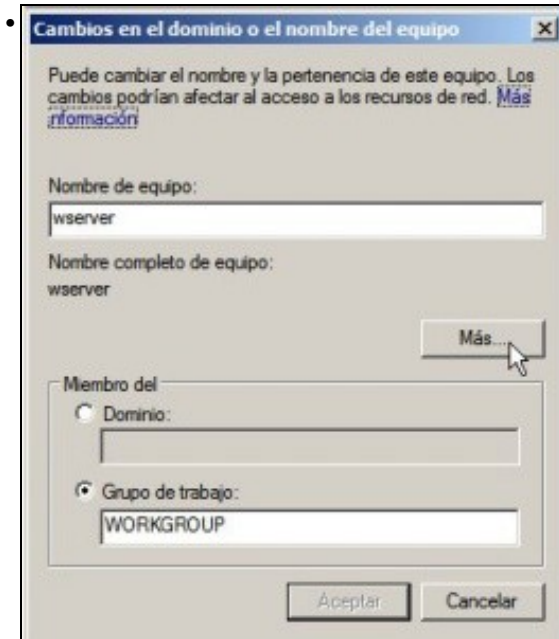 Cambios en el dominio o el nombre del equipo
Puede cambiar el nombre y la pertenencia de este equipo. Los
cambios podrían afectar al acceso a los recursos de red. Más
información
Nombre de equipo:
wserver
Nombre completo de equipo:
wserver
Más...
Miembro del
Dominio:
Grupo de trabajo:
WORKGROUP
Aceptar
Cancelar